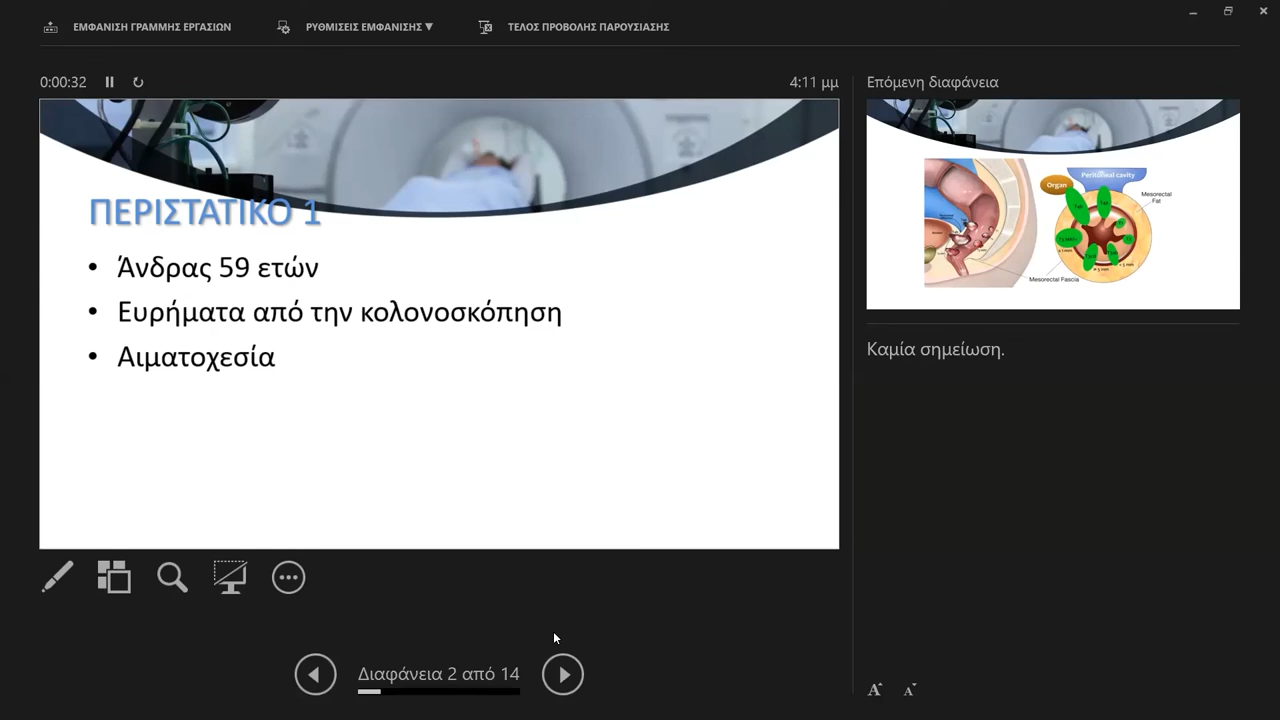 ΕΜΦΑΝΙΣΗ ΓΡΑΜΜΗΣ ΕΡΓΑΣΙΩΝ
ΡΥΘΜΙΣΕΙΣ ΕΜΦΑΝΙΣΗΣ ▼
ΤΕΛΟΣ ΠΡΟΒΟΛΗΣ ΠΑΡΟΥΣΙΑΣΗΣ
0:00:32
4:11 μμ
ΠΕΡΙΣΤΑΤΙΚΟ 1
• Άνδρας 59 ετών
• Ευρήματα από την κολονοσκόπηση
• Αιματοχεσία
Διαφάνεια 2 από 14
Επόμενη διαφάνεια
Peritoneal cavity
Organ
Mesorectal
Fat
Mesorectal Fascia
Καμία σημείωση.
A A